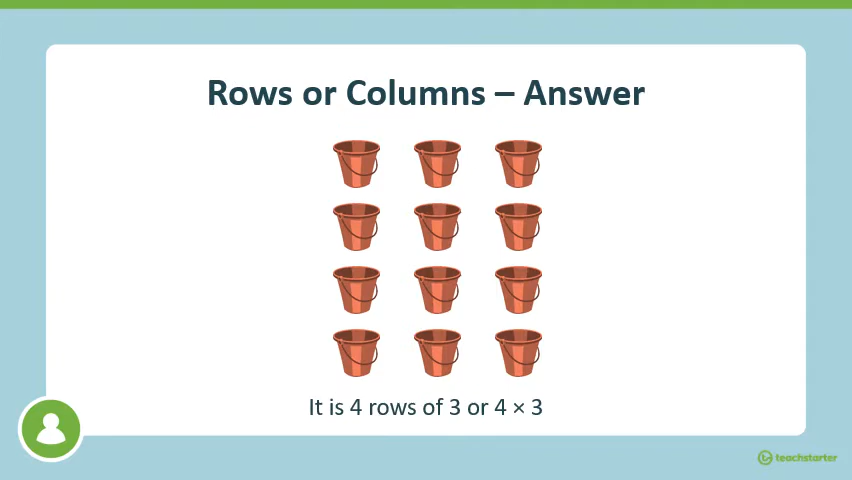 Rows or Columns – Answer
It is 4 rows of 3 or 4 × 3
teachstarter